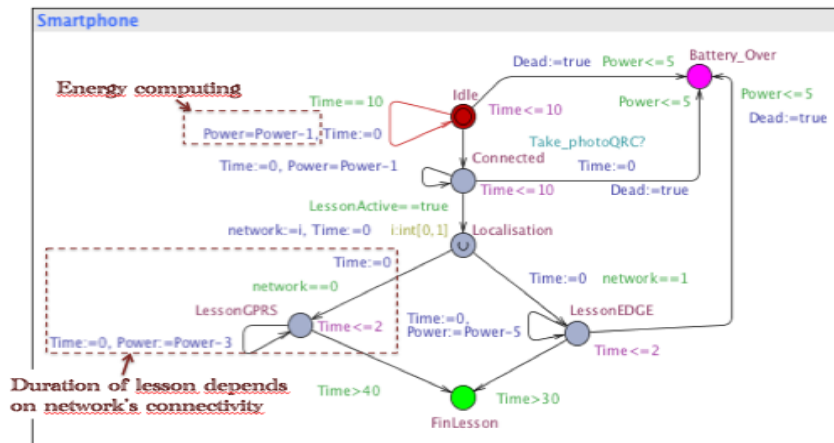 Smartphone
Battery_Over
Dead:=true Power<=5
Idle
Energy computing
Time==10
Time<=10
Power<=5
Power<=5
Dead:=true
Power=Power-1, Time:=0
Take_photoQRC?
Connected
Time:=0, Power=Power-1
Time:=0
Time<=10
Dead:=true
LessonActive==true
network:=i, Time:=0 i:int[0,1]
Localisation
Time:=0
Time:=0 network==1
network==0
LessonGPRS
LessonEDGE
Time:=0,
Power:=Power-5
Time<=2
Time:=0, Power:=Power-3
Time<=2
Duration of lesson depends
on network's connectivity
Time>40
Time>30
FinLesson